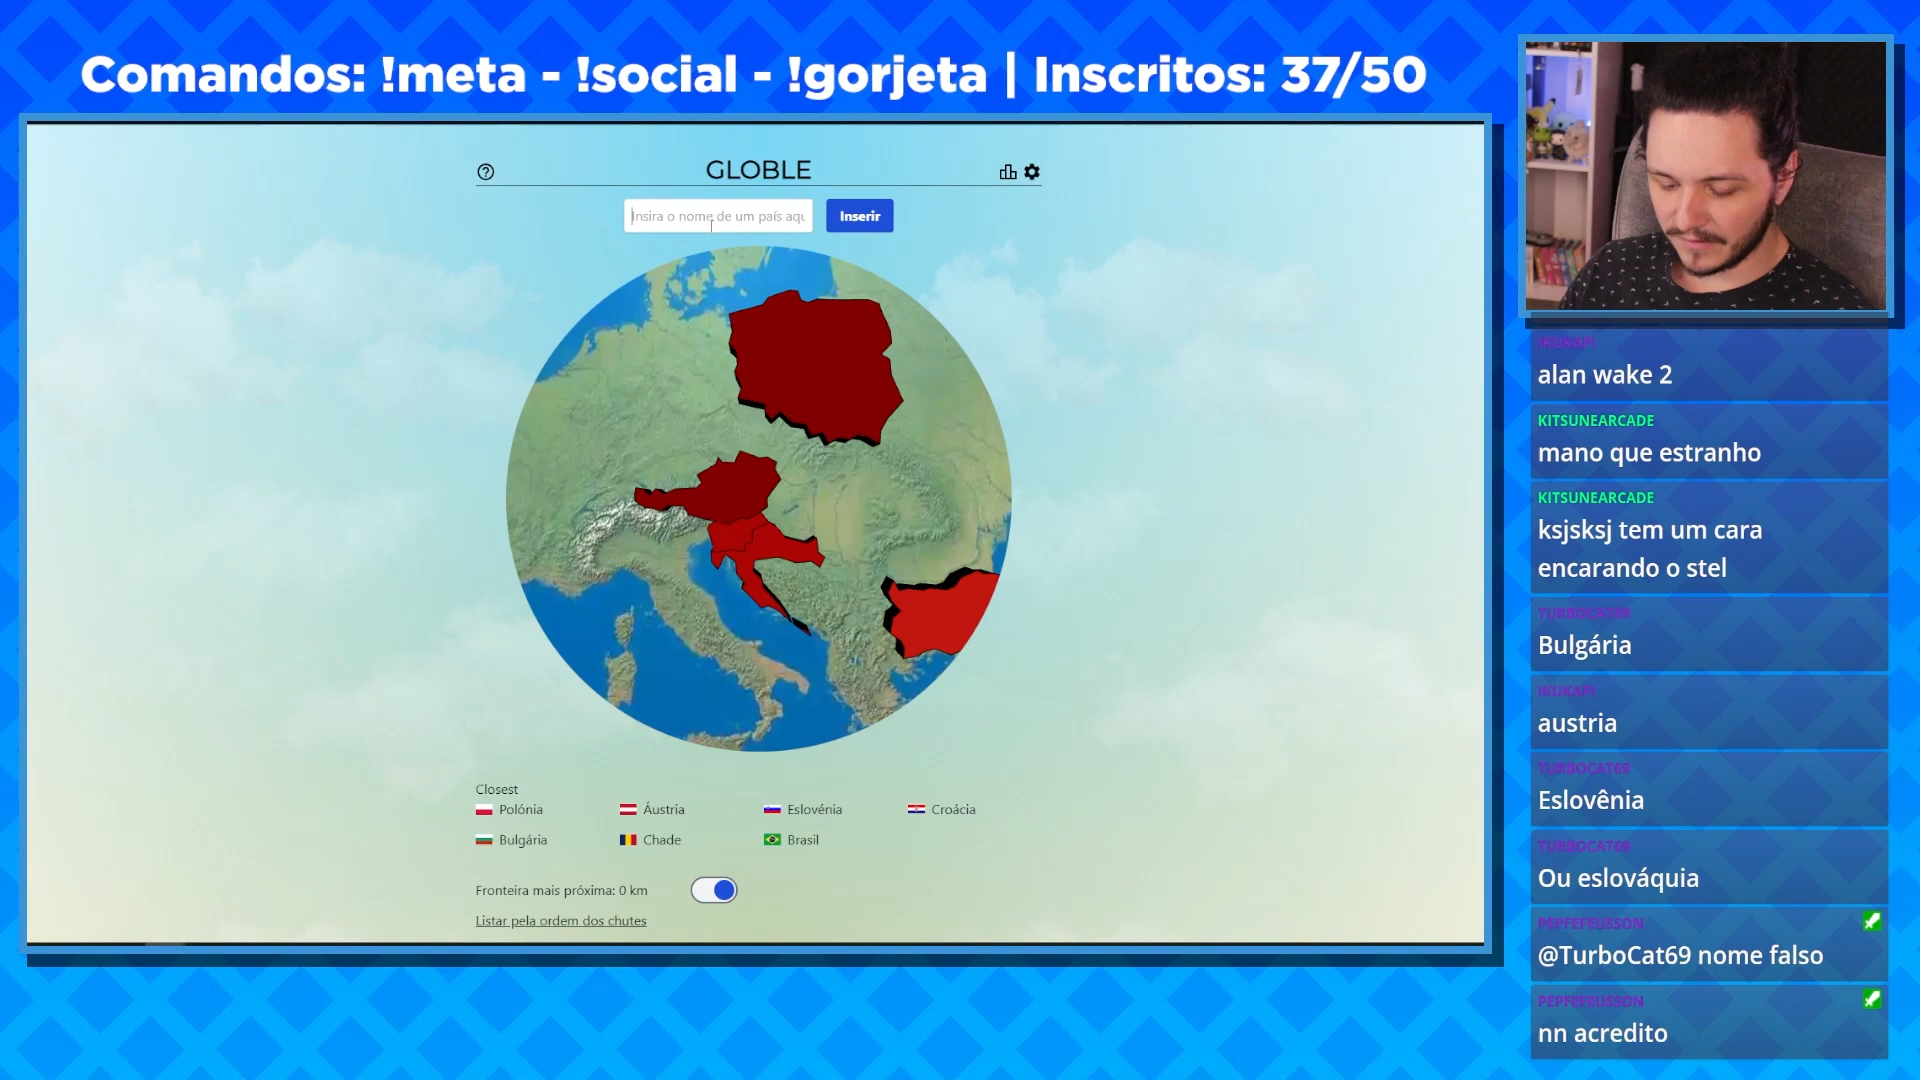 Comandos: !meta - !social - !gorjeta | Inscritos: 37/50
GLOBLE
Insira o nome de um país aqu
Inserir
Closest
Polónia
Áustria
Eslovénia
Croácia
Bulgária
Chade
Brasil
Fronteira mais próxima: 0 km
Listar pela ordem dos chutes
alan wake 2
KITSUNEARCADE
mano que estranho
KITSUNEARCADE
ksjsksj tem um cara
encarando o stel
TURBOCAT69
Bulgária
austria
TURBOCAT69
Eslovênia
TURBOCAT69
Ou eslováquia
PEPFEFEUSSON
@TurboCat69 nome falso
PEPFEFEUSSON
nn acredito